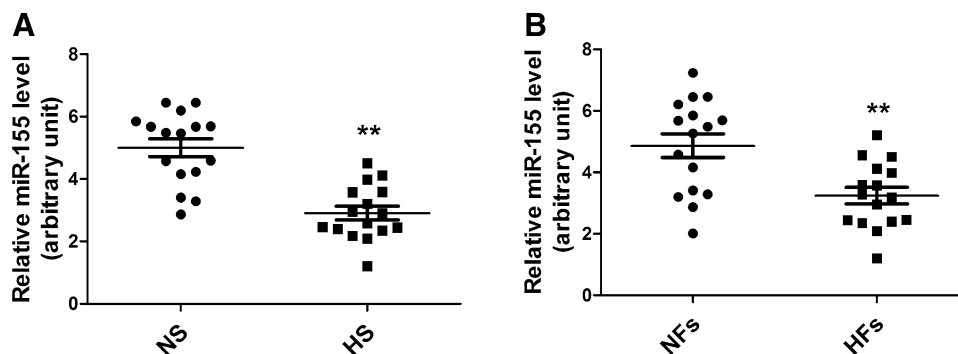 A
Relative miR-155 level
(arbitrary unit)
8
6
4
2
0
**
NS
HS
B
Relative miR-155 level
(arbitrary unit)
8
6
4
2
0
**
NFs
HFs